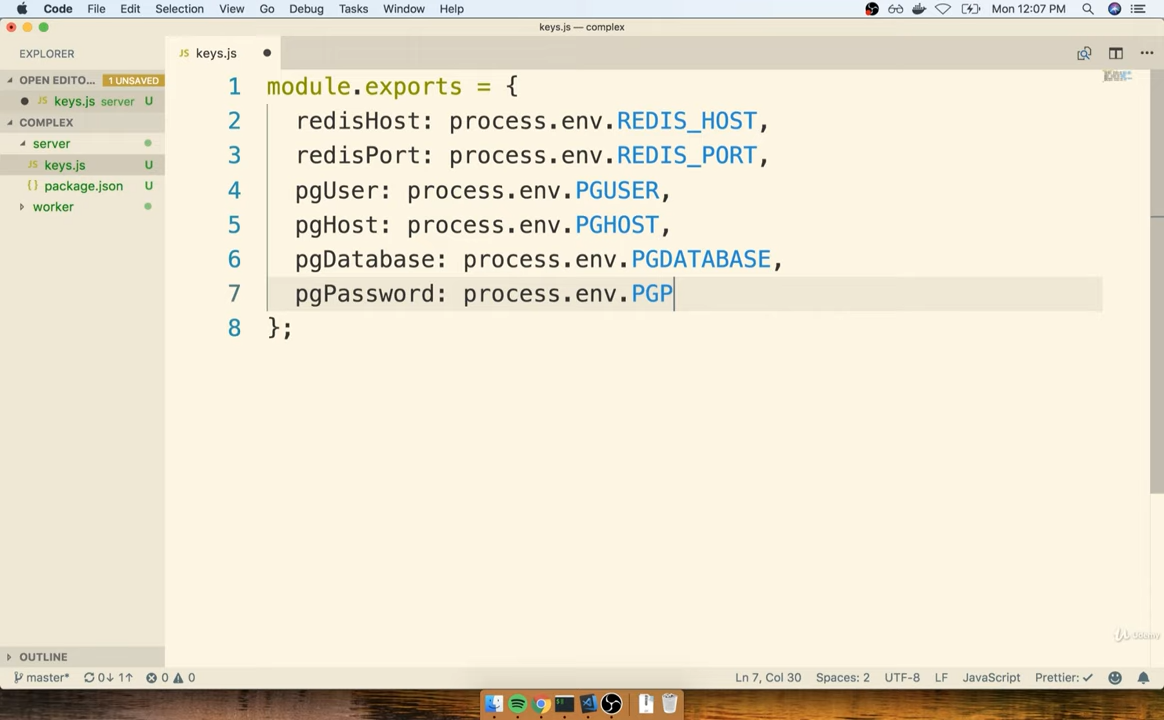 Code File Edit Selection View Go Debug Tasks Window Help Mon 12:07 PM
keys.js — complex
EXPLORER
JS keys.js
OPEN EDITO... 1 UNSAVED
JS keys.js server U
COMPLEX
server
JS keys.js U
{} package.json U
worker
1 module.exports = {
2 redisHost: process.env.REDIS_HOST,
3 redisPort: process.env.REDIS_PORT,
4 pgUser: process.env.PGUSER,
5 pgHost: process.env.PGHOST,
6 pgDatabase: process.env.PGDATABASE,
7 pgPassword: process.env.PGP
8 };
Udemy
OUTLINE
master* 0↓ 1↑ 0 0 Ln 7, Col 30 Spaces: 2 UTF-8 LF JavaScript Prettier: ✓